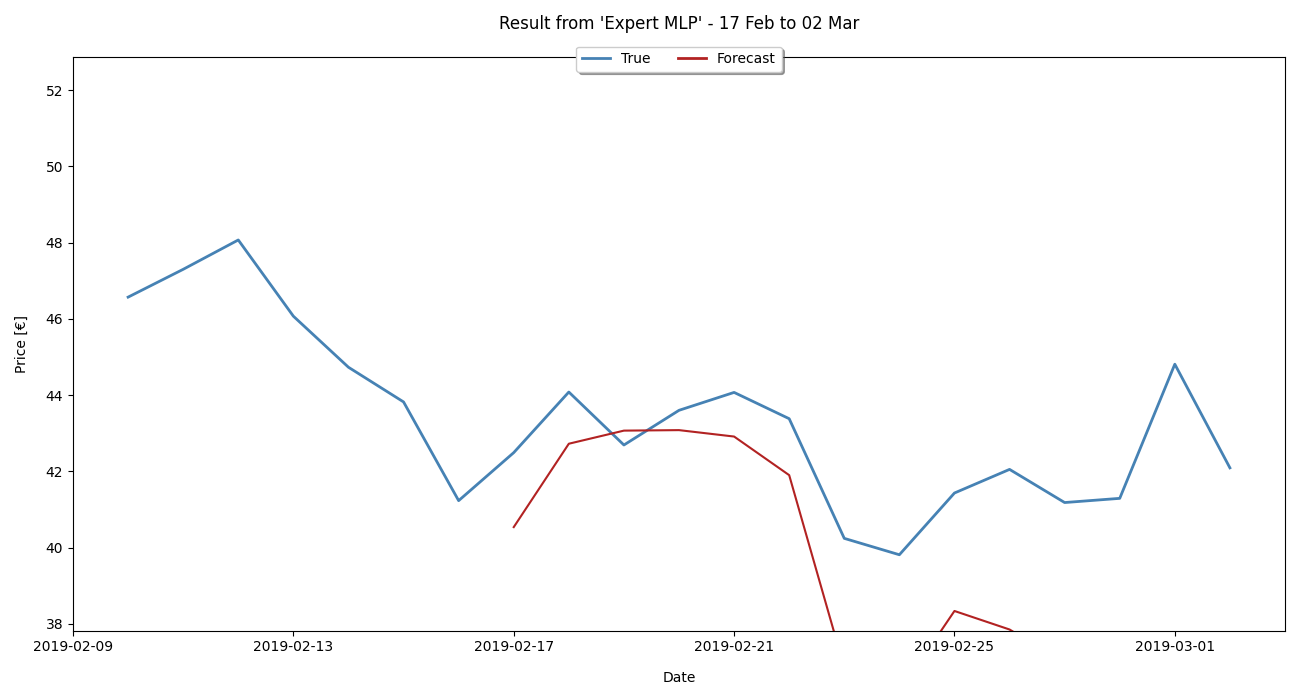 Result from 'Expert MLP' - 17 Feb to 02 Mar
True Forecast
52
50
48
46
44
42
40
38
Price [€]
2019-02-09 2019-02-13 2019-02-17 2019-02-21 2019-02-25 2019-03-01
Date